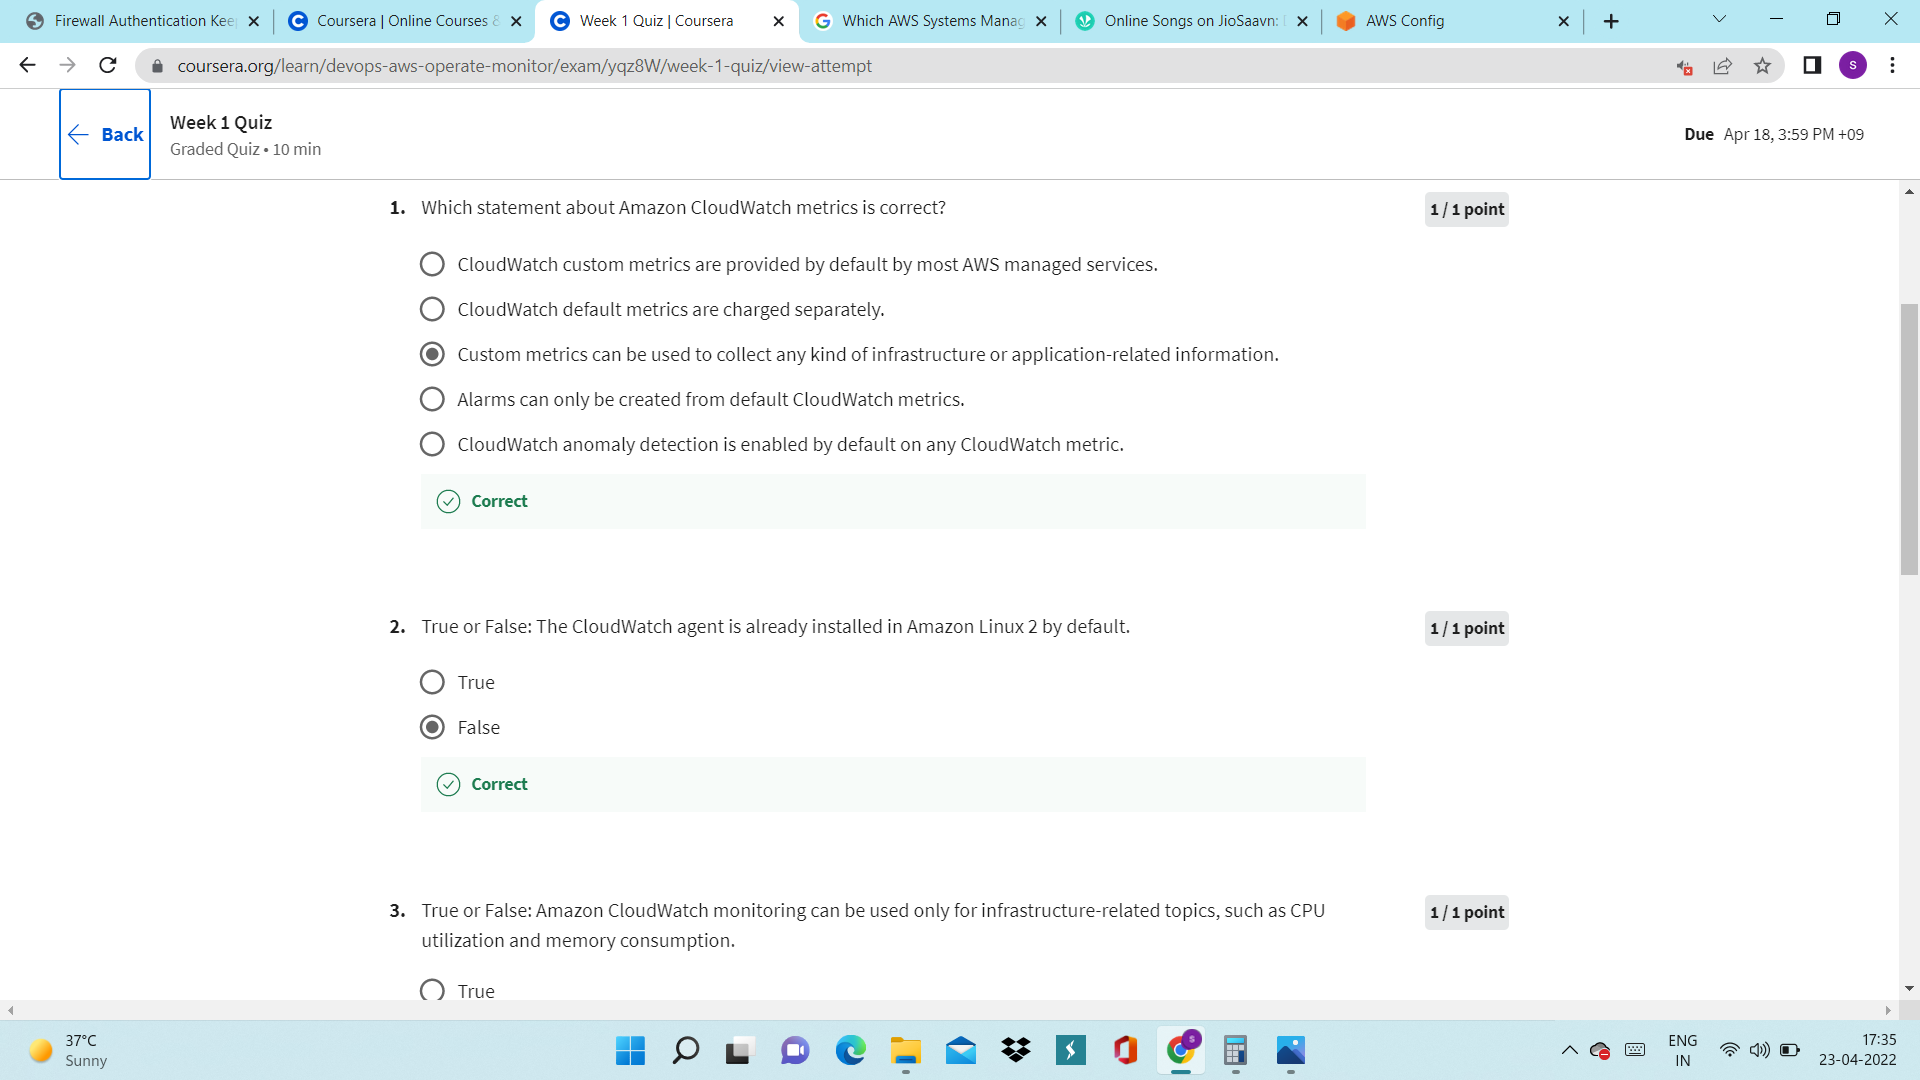 Firewall Authentication Kee
Coursera | Online Courses &
Week 1 Quiz | Coursera
Which AWS Systems Manag
Online Songs on JioSaavn:
AWS Config
coursera.org/learn/devops-aws-operate-monitor/exam/yqz8W/week-1-quiz/view-attempt
S
Back
Week 1 Quiz
Graded Quiz • 10 min
Due Apr 18, 3:59 PM +09
1. Which statement about Amazon CloudWatch metrics is correct?
1 / 1 point
CloudWatch custom metrics are provided by default by most AWS managed services.
CloudWatch default metrics are charged separately.
Custom metrics can be used to collect any kind of infrastructure or application-related information.
Alarms can only be created from default CloudWatch metrics.
CloudWatch anomaly detection is enabled by default on any CloudWatch metric.
Correct
2. True or False: The CloudWatch agent is already installed in Amazon Linux 2 by default.
1 / 1 point
True
False
Correct
3. True or False: Amazon CloudWatch monitoring can be used only for infrastructure-related topics, such as CPU
utilization and memory consumption.
1 / 1 point
True
37°C
Sunny
ENG
IN
17:35
23-04-2022